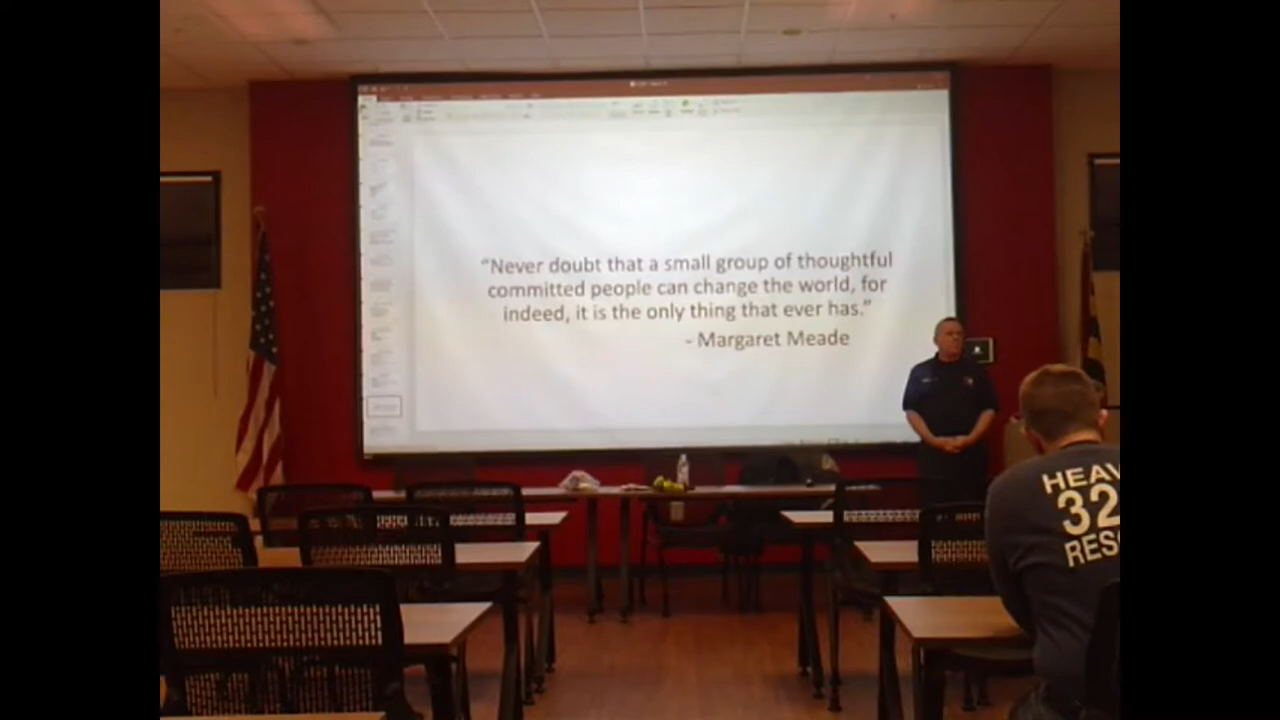 “Never doubt that a small group of thoughtful
committed people can change the world, for
indeed, it is the only thing that ever has.”
- Margaret Meade
HEAV
32
RESC